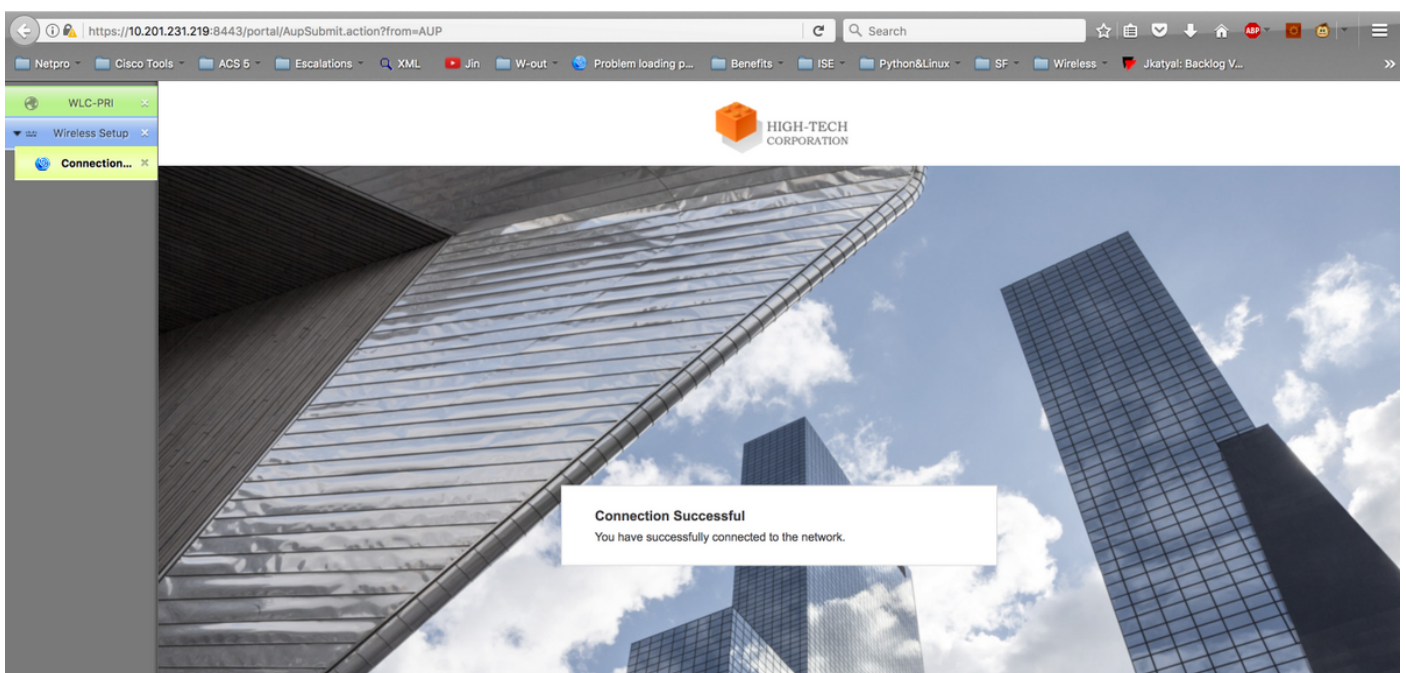 https://10.201.231.219:8443/portal/AupSubmit.action?from=AUP
Search
ABP
Netpro
Cisco Tools
ACS 5
Escalations
XML
Jin
W-out
Problem loading p...
Benefits
ISE
Python&Linux
SF
Wireless
Jkatyal: Backlog V...
WLC-PRI
Wireless Setup
Connection...
HIGH-TECH
CORPORATION
Connection Successful
You have successfully connected to the network.